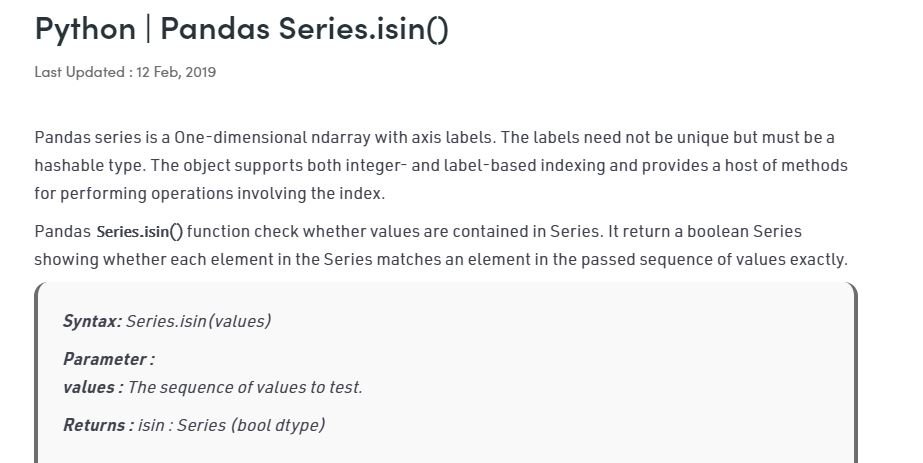 Python | Pandas Series.isin()
Last Updated : 12 Feb, 2019
Pandas series is a One-dimensional ndarray with axis labels. The labels need not be unique but must be a
hashable type. The object supports both integer- and label-based indexing and provides a host of methods
for performing operations involving the index.
Pandas Series.isin() function check whether values are contained in Series. It return a boolean Series
showing whether each element in the Series matches an element in the passed sequence of values exactly.
Syntax: Series.isin(values)
Parameter :
values : The sequence of values to test.
Returns : isin : Series (bool dtype)